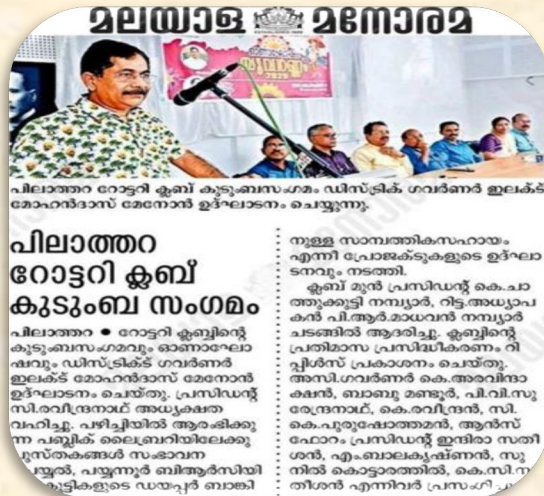 മലയാള മനോരമ
യുവദർശം
2025
പിലാത്തറ റോട്ടറി ക്ലബ് കുടുംബസംഗമം ഡിസ്ട്രിക് ഗവർണർ ഇലക്ട്
മോഹൻദാസ് മേനോൻ ഉദ്ഘാടനം ചെയ്യുന്നു.
പിലാത്തറ
റോട്ടറി ക്ലബ്
കുടുംബ സംഗമം
പിലാത്തറ ● റോട്ടറി ക്ലബ്ബിന്റെ
കുടുംബസംഗമവും ഓണാഘോ
ഷവും ഡിസ്ട്രിക്ട് ഗവർണർ
ഇലക്ട് മോഹൻദാസ് മേനോൻ
ഉദ്ഘാടനം ചെയ്തു. പ്രസിഡന്റ്
സി.രവീന്ദ്രനാഥ് അധ്യക്ഷത
വഹിച്ചു. പഴിച്ചിയിൽ ആരംഭിക്കു
ന്ന പബ്ലിക് ലൈബ്രറിയിലേക്കു
പുസ്തകങ്ങൾ സംഭാവന
പയ്യന്നൂർ ബിആർസിയി
കുട്ടികളുടെ ഡയപ്പർ ബാങ്കി
നുള്ള സാമ്പത്തികസഹായം
എന്നീ പ്രോജക്ടുകളുടെ ഉദ്ഘാ
ടനവും നടത്തി.
ക്ലബ് മുൻ പ്രസിഡന്റ് കെ.ചാ
ത്തുക്കുട്ടി നമ്പ്യാർ, റിട്ട.അധ്യാപ
കൻ പി.ആർ.മാധവൻ നമ്പ്യാർ
ചടങ്ങിൽ ആദരിച്ചു. ക്ലബ്ബിന്റെ
പ്രതിമാസ പ്രസിദ്ധീകരണം റി
പ്പിൾസ് പ്രകാശനം ചെയ്തു.
അസി.ഗവർണർ കെ.അരവിന്ദാ
ക്ഷൻ, ബാബു മണ്ടൂർ, പി.വി.സു
രേന്ദ്രനാഥ്, കെ.രവീന്ദ്രൻ, സി.
കെ.പുരുഷോത്തമൻ, ആൻസ്
ഫോറം പ്രസിഡന്റ് ഇന്ദിരാ സതീ
ശൻ, എം.ബാലകൃഷ്ണൻ, സു
നിൽ കൊട്ടാരത്തിൽ, കെ.സി.സ
തീശൻ എന്നിവർ പ്രസംഗിച്ചു.